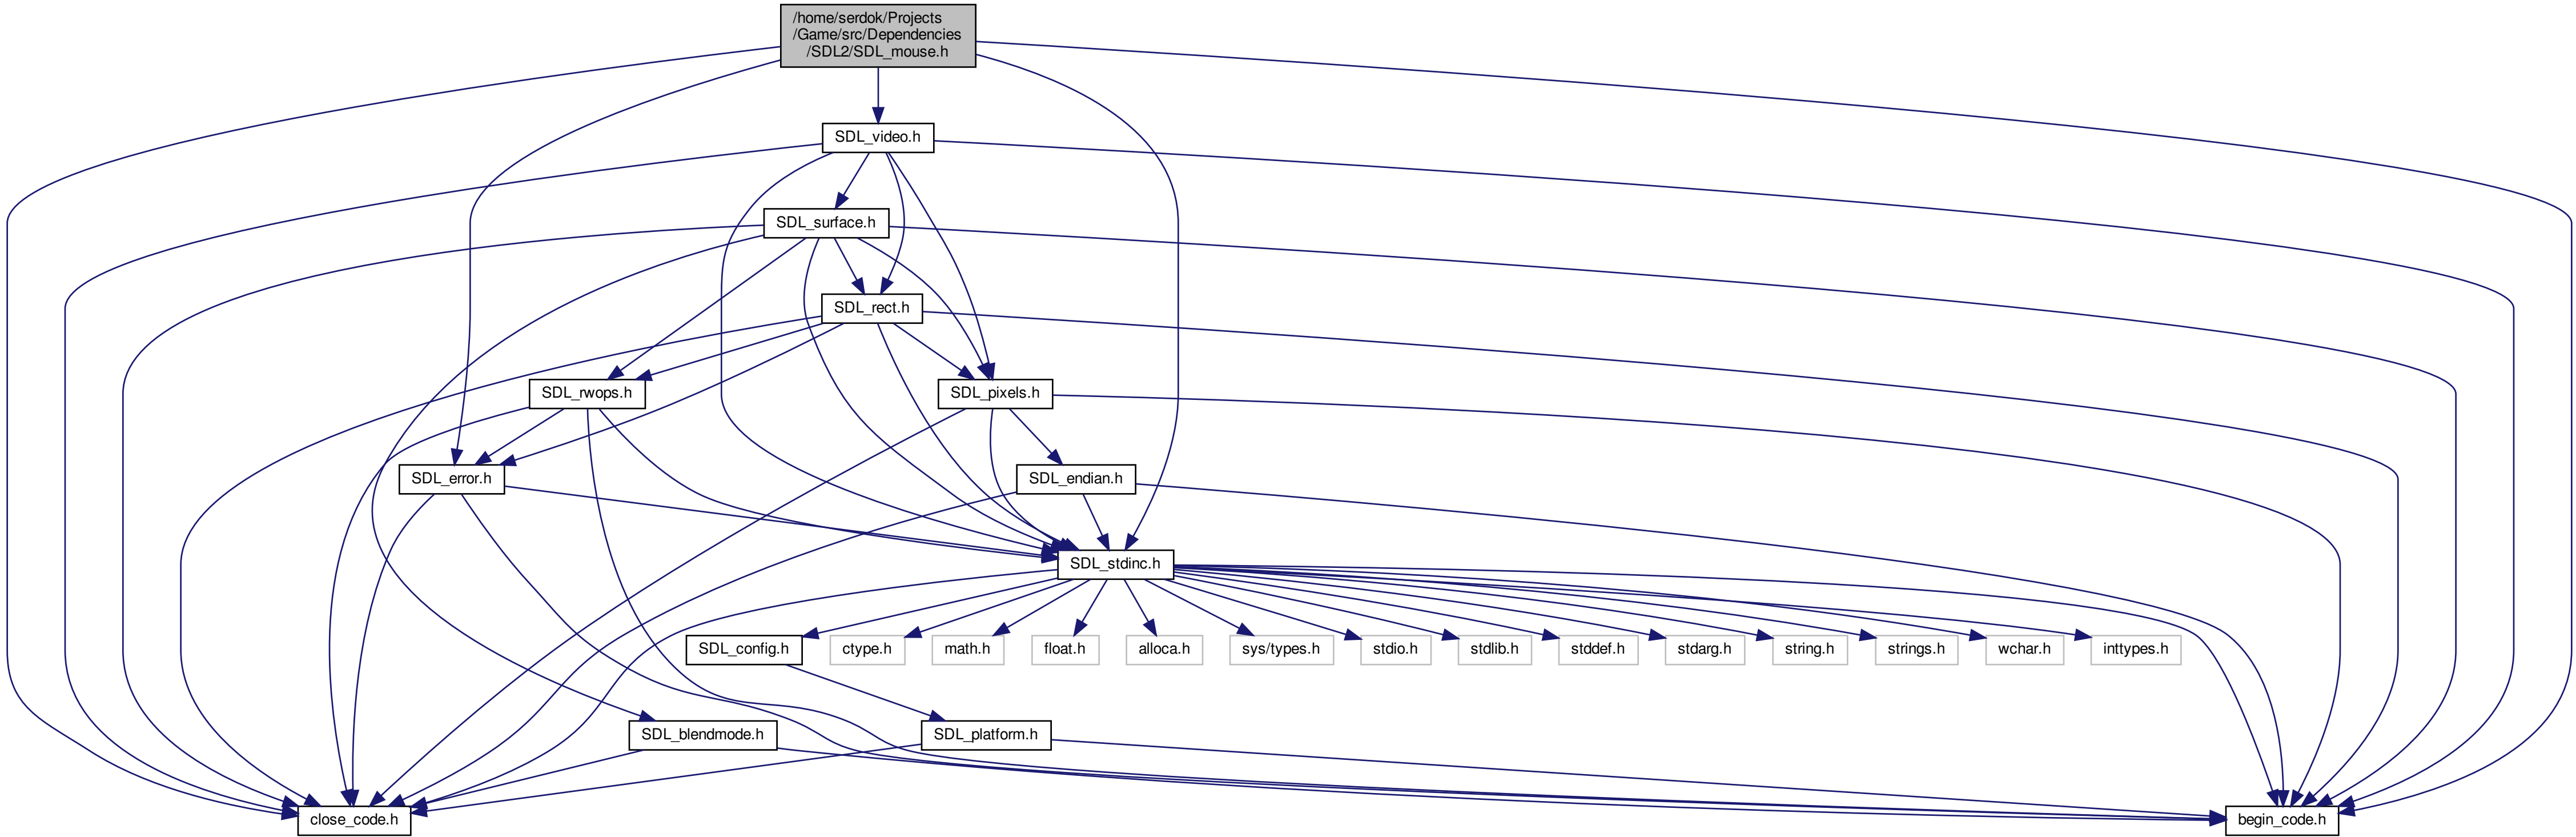 /home/serdok/Projects
/Game/src/Dependencies
/SDL2/SDL_mouse.h
SDL_video.h
SDL_surface.h
SDL_rect.h
SDL_rwops.h
SDL_pixels.h
SDL_error.h
SDL_endian.h
SDL_stdinc.h
SDL_config.h
ctype.h
math.h
float.h
alloca.h
sys/types.h
stdio.h
stdlib.h
stddef.h
stdarg.h
string.h
strings.h
wchar.h
inttypes.h
SDL_blendmode.h
SDL_platform.h
close_code.h
begin_code.h